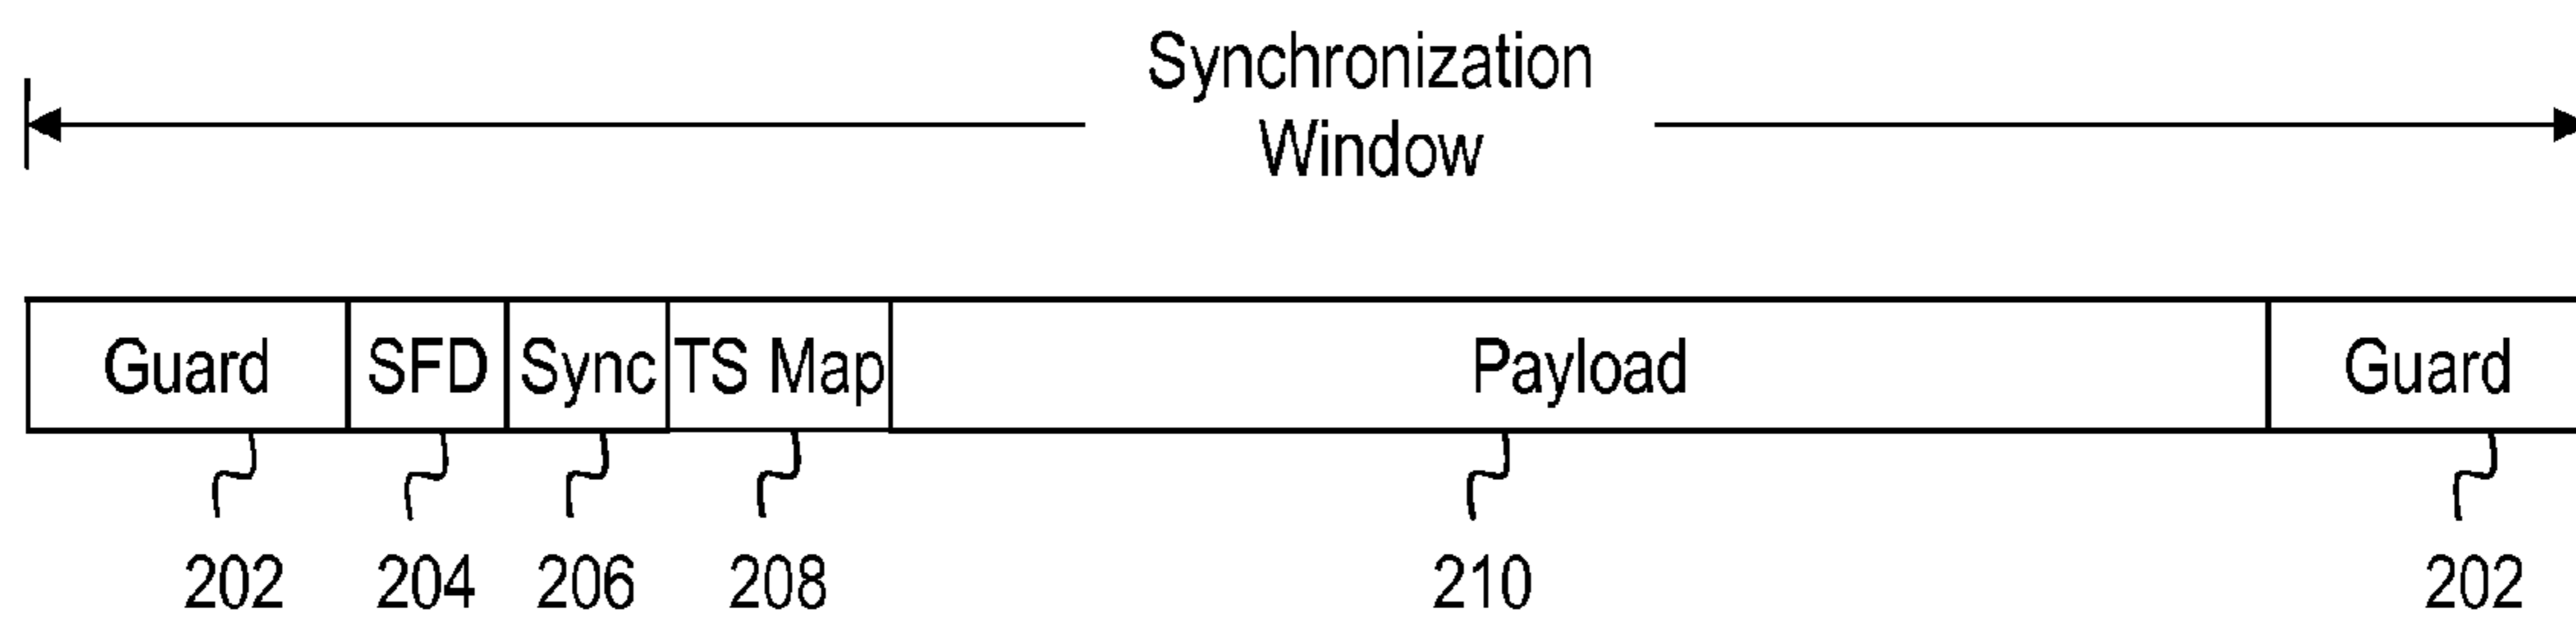 Synchronization
Window
Guard SFD Sync TS Map Payload Guard
202 204 206 208 210 202